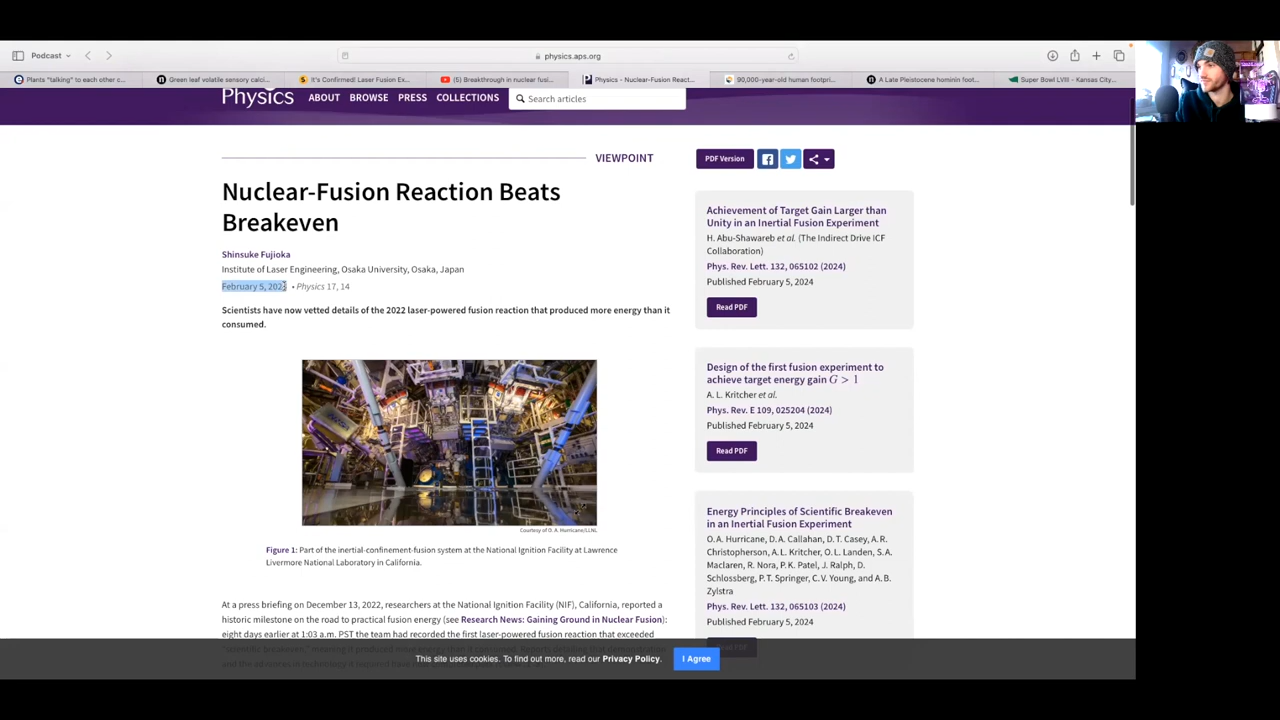 Podcast
physics.aps.org
Plants "talking" to each other c...
Green leaf volatile sensory calci...
It's Confirmed! Laser Fusion Ex...
(5) Breakthrough in nuclear fusi...
Physics - Nuclear-Fusion React...
90,000-year-old human footpri...
A Late Pleistocene hominin foot...
Super Bowl LVIII - Kansas City...
Physics
ABOUT
BROWSE
PRESS
COLLECTIONS
Search articles
VIEWPOINT
Nuclear-Fusion Reaction Beats
Breakeven
Shinsuke Fujioka
Institute of Laser Engineering, Osaka University, Osaka, Japan
February 5, 2024 • Physics 17, 14
Scientists have now vetted details of the 2022 laser-powered fusion reaction that produced more energy than it
consumed.
Courtesy of O. A. Hurricane/LLNL
Figure 1: Part of the inertial-confinement-fusion system at the National Ignition Facility at Lawrence
Livermore National Laboratory in California.
At a press briefing on December 13, 2022, researchers at the National Ignition Facility (NIF), California, reported a
historic milestone on the road to practical fusion energy (see Research News: Gaining Ground in Nuclear Fusion):
eight days earlier at 1:03 a.m. PST the team had recorded the first laser-powered fusion reaction that exceeded
PDF Version
Achievement of Target Gain Larger than
Unity in an Inertial Fusion Experiment
H. Abu-Shawareb et al. (The Indirect Drive ICF
Collaboration)
Phys. Rev. Lett. 132, 065102 (2024)
Published February 5, 2024
Read PDF
Design of the first fusion experiment to
achieve target energy gain G > 1
A. L. Kritcher et al.
Phys. Rev. E 109, 025204 (2024)
Published February 5, 2024
Read PDF
Energy Principles of Scientific Breakeven
in an Inertial Fusion Experiment
O. A. Hurricane, D. A. Callahan, D. T. Casey, A. R.
Christopherson, A. L. Kritcher, O. L. Landen, S. A.
Maclaren, R. Nora, P. K. Patel, J. Ralph, D.
Schlossberg, P. T. Springer, C. V. Young, and A. B.
Zylstra
Phys. Rev. Lett. 132, 065103 (2024)
Published February 5, 2024
Read PDF
This site uses cookies. To find out more, read our Privacy Policy.
I Agree